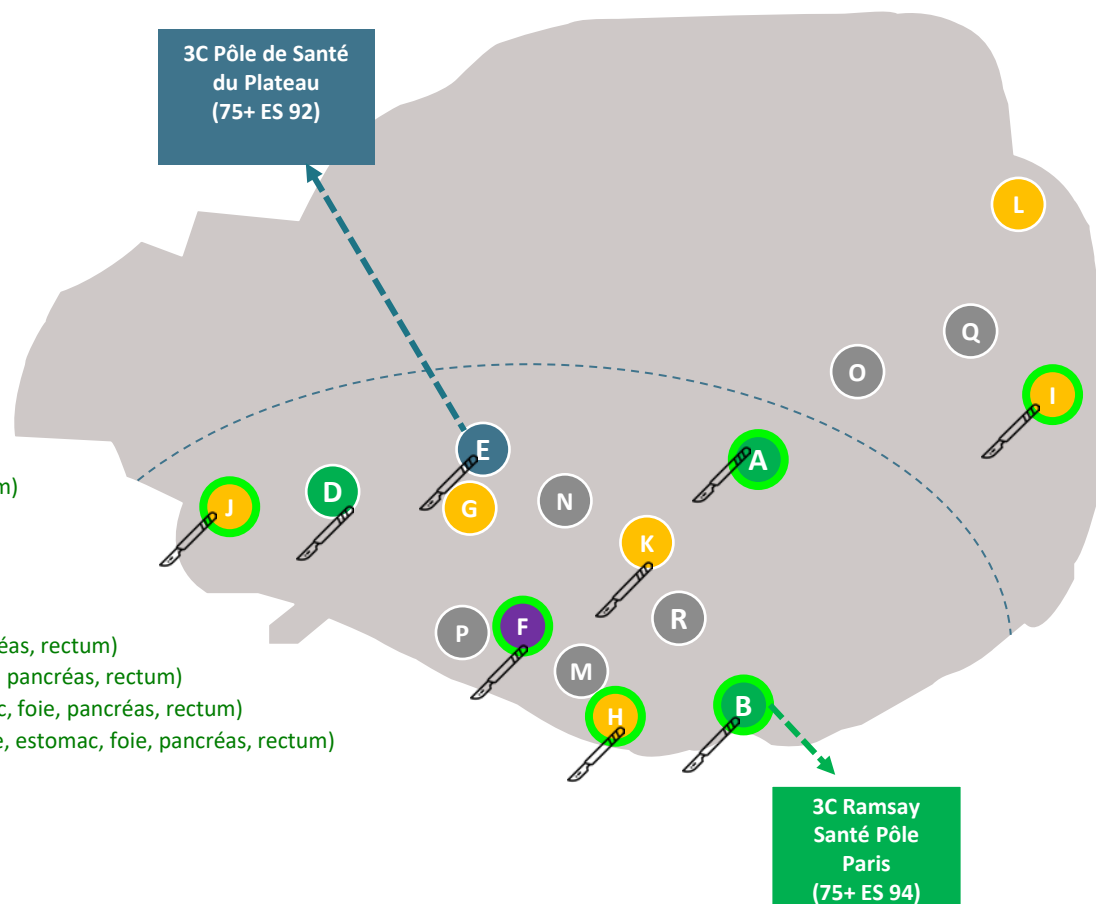 3C Pôle de Santé
du Plateau
(75+ ES 92)
L
Q
O
I
E
A
m)
J
D
G
N
K
P
F
R
éas, rectum)
M
pancréas, rectum)
B
H
c, foie, pancréas, rectum)
e, estomac, foie, pancréas, rectum)
3C Ramsay
Santé Pôle
Paris
(75+ ES 94)